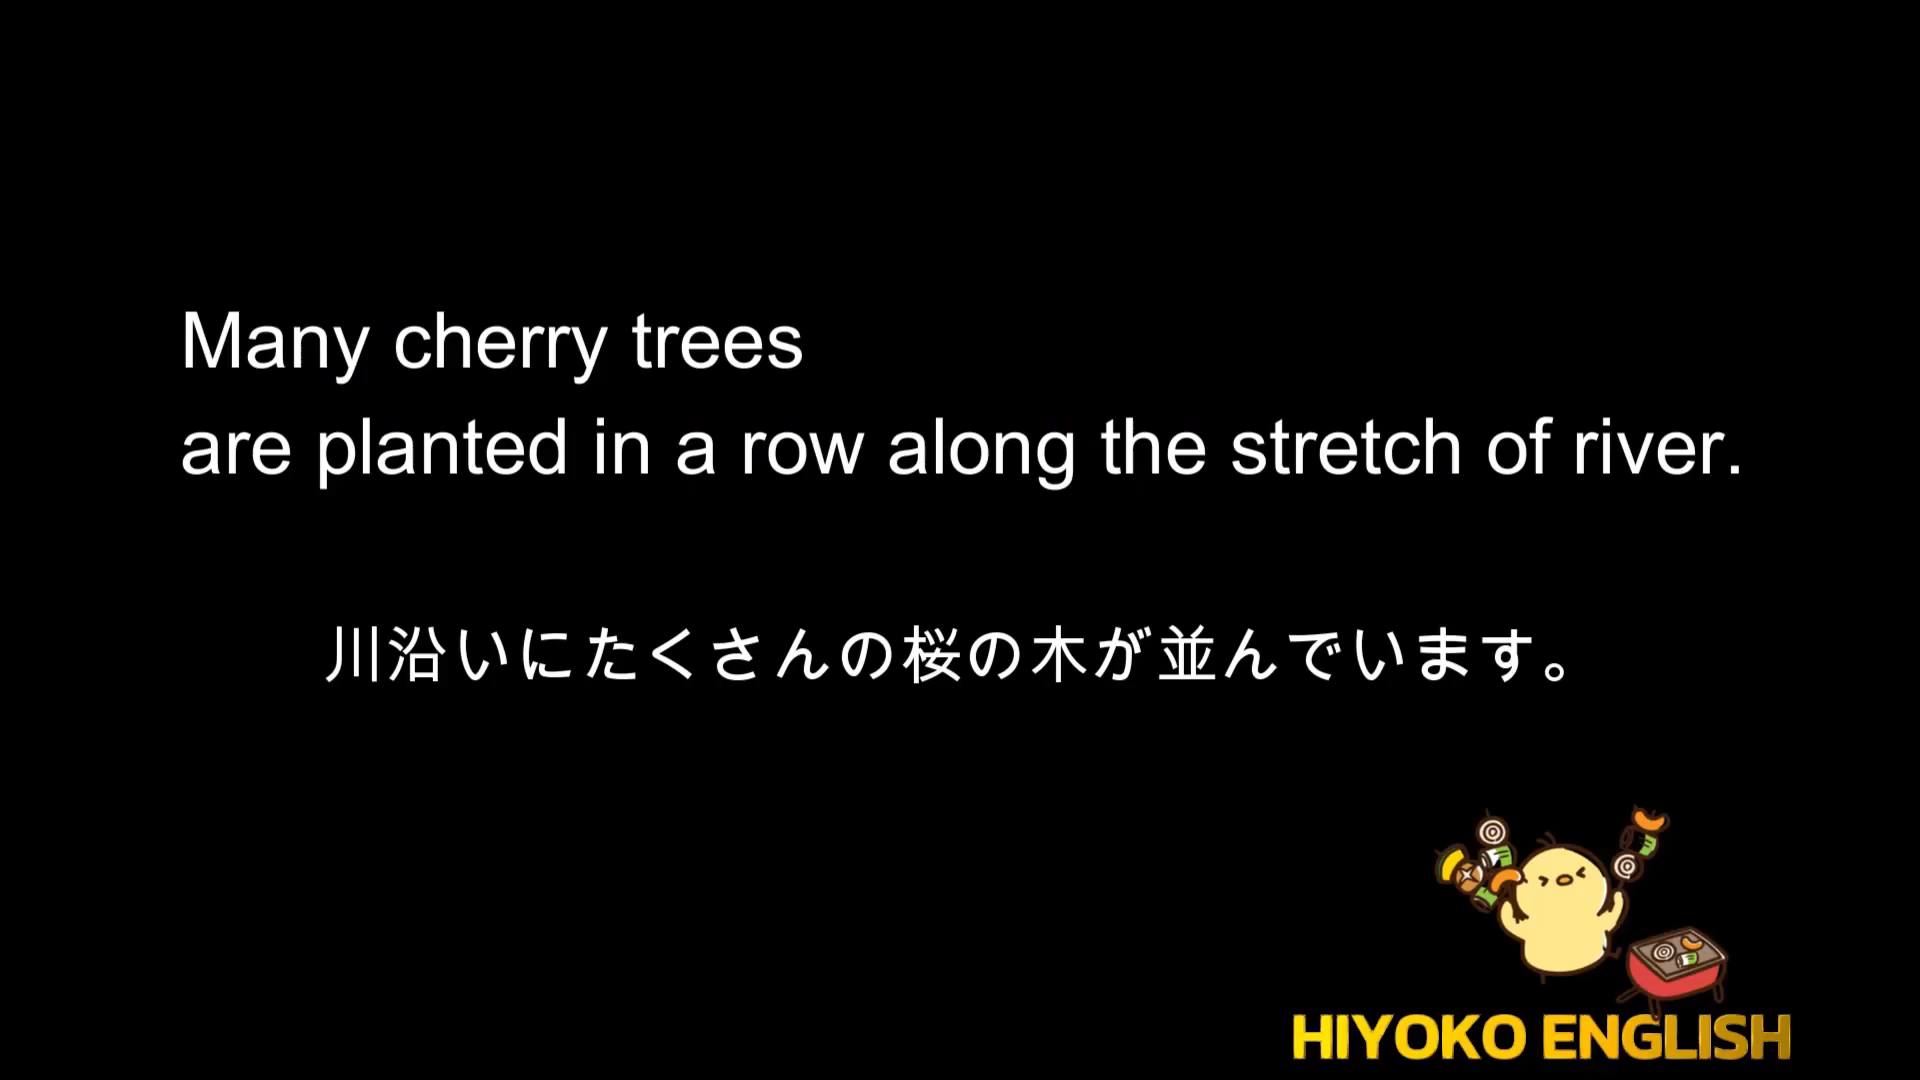 Many cherry trees
are planted in a row along the stretch of river.
川沿いにたくさんの桜の木が並んでいます。
HIYOKO ENGLISH